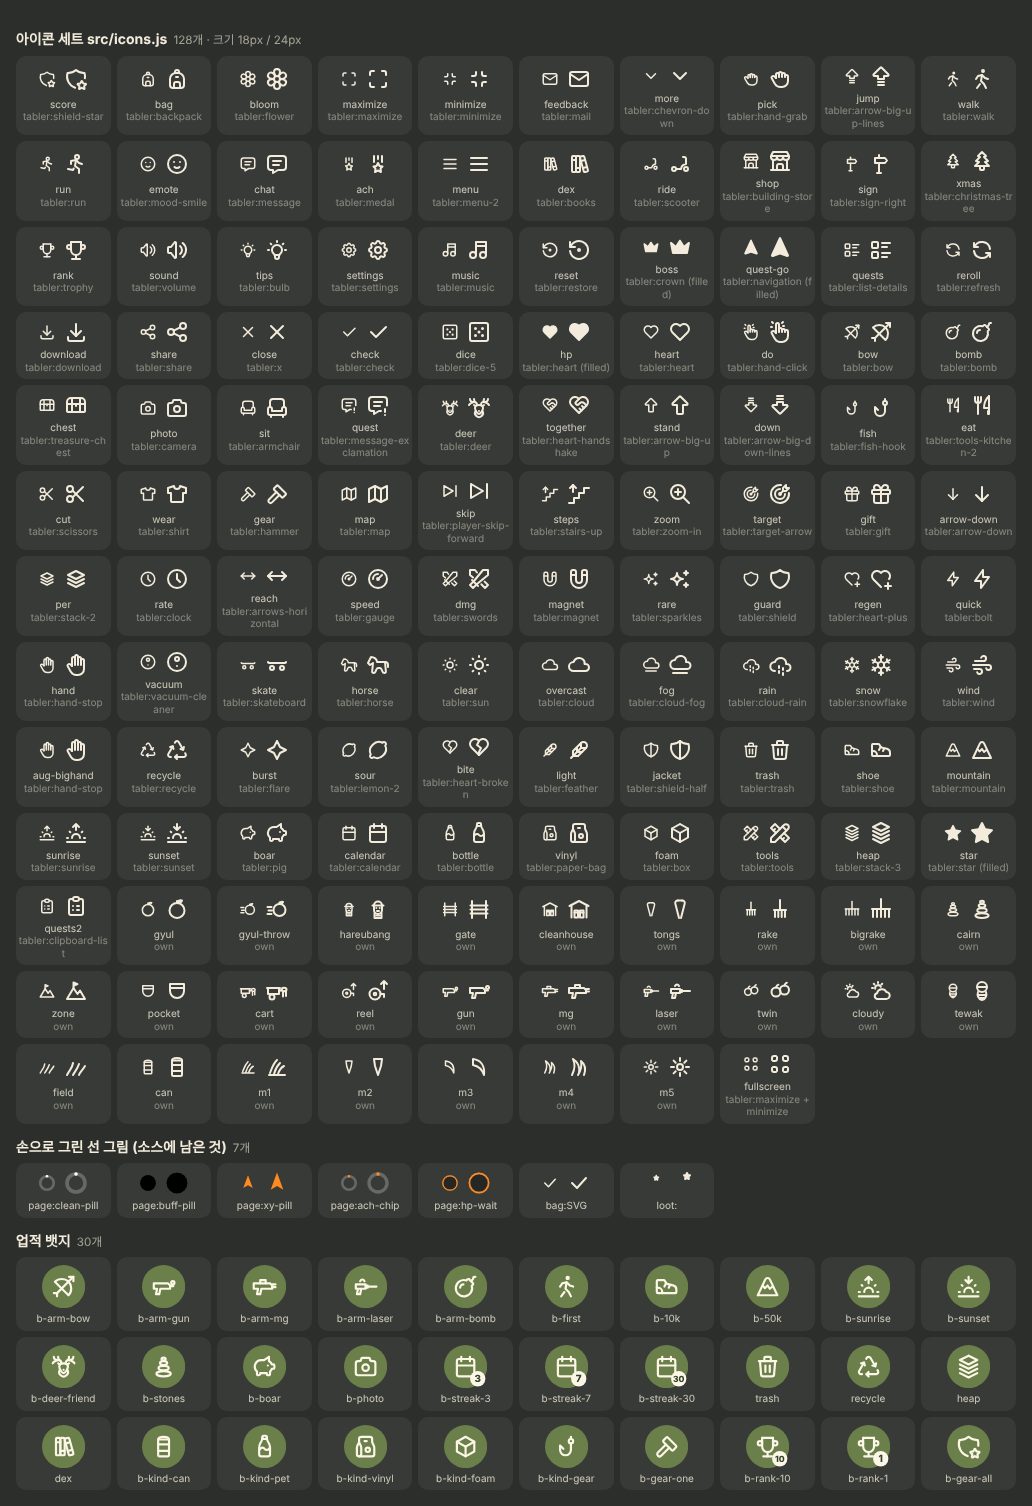 아이콘 세트 src/icons.js 128개 · 크기 18px / 24px
score bag bloom maximize minimize feedback more pick jump walk
tabler:shield-star tabler:backpack tabler:flower tabler:maximize tabler:minimize tabler:mail tabler:chevron-do tabler:hand-grab tabler:arrow-big-u tabler:walk
wn p-lines
run emote chat ach menu dex ride shop sign xmas
tabler:run tabler:mood-smile tabler:message tabler:medal tabler:menu-2 tabler:books tabler:scooter tabler:building-stor tabler:sign-right tabler:christmas-tr
e ee
rank sound tips settings music reset boss quest-go quests reroll
tabler:trophy tabler:volume tabler:bulb tabler:settings tabler:music tabler:restore tabler:crown (fille tabler:navigation (f tabler:list-details tabler:refresh
d) illed)
download share close check dice hp heart do bow bomb
tabler:download tabler:share tabler:x tabler:check tabler:dice-5 tabler:heart (filled) tabler:heart tabler:hand-click tabler:bow tabler:bomb
chest photo sit quest deer together stand down fish eat
tabler:treasure-ch tabler:camera tabler:armchair tabler:message-ex tabler:deer tabler:heart-hands tabler:arrow-big-u tabler:arrow-big-d tabler:fish-hook tabler:tools-kitche
est clamation hake p own-lines n-2
cut wear gear map skip steps zoom target gift arrow-down
tabler:scissors tabler:shirt tabler:hammer tabler:map tabler:player-skip- tabler:stairs-up tabler:zoom-in tabler:target-arrow tabler:gift tabler:arrow-down
forward
per rate reach speed dmg magnet rare guard regen quick
tabler:stack-2 tabler:clock tabler:arrows-hori tabler:gauge tabler:swords tabler:magnet tabler:sparkles tabler:shield tabler:heart-plus tabler:bolt
zontal
hand vacuum skate horse clear overcast fog rain snow wind
tabler:hand-stop tabler:vacuum-cle tabler:skateboard tabler:horse tabler:sun tabler:cloud tabler:cloud-fog tabler:cloud-rain tabler:snowflake tabler:wind
aner
aug-bighand recycle burst sour bite light jacket trash shoe mountain
tabler:hand-stop tabler:recycle tabler:flare tabler:lemon-2 tabler:heart-broke tabler:feather tabler:shield-half tabler:trash tabler:shoe tabler:mountain
n
sunrise sunset boar calendar bottle vinyl foam tools heap star
tabler:sunrise tabler:sunset tabler:pig tabler:calendar tabler:bottle tabler:paper-bag tabler:box tabler:tools tabler:stack-3 tabler:star (filled)
quests2 gyul gyul-throw hareubang gate cleanhouse tongs rake bigrake cairn
tabler:clipboard-lis own own own own own own own own own
t
zone pocket cart reel gun mg laser twin cloudy tewak
own own own own own own own own own own
field can m1 m2 m3 m4 m5 fullscreen
own own own own own own own tabler:maximize +
minimize
손으로 그린 선 그림 (소스에 남은 것) 7개
page:clean-pill page:buff-pill page:xy-pill page:ach-chip page:hp-wait bag:SVG loot:
업적 뱃지 30개
b-arm-bow b-arm-gun b-arm-mg b-arm-laser b-arm-bomb b-first b-10k b-50k b-sunrise b-sunset
3 7 30
b-deer-friend b-stones b-boar b-photo b-streak-3 b-streak-7 b-streak-30 trash recycle heap
10 1
dex b-kind-can b-kind-pet b-kind-vinyl b-kind-foam b-kind-gear b-gear-one b-rank-10 b-rank-1 b-gear-all